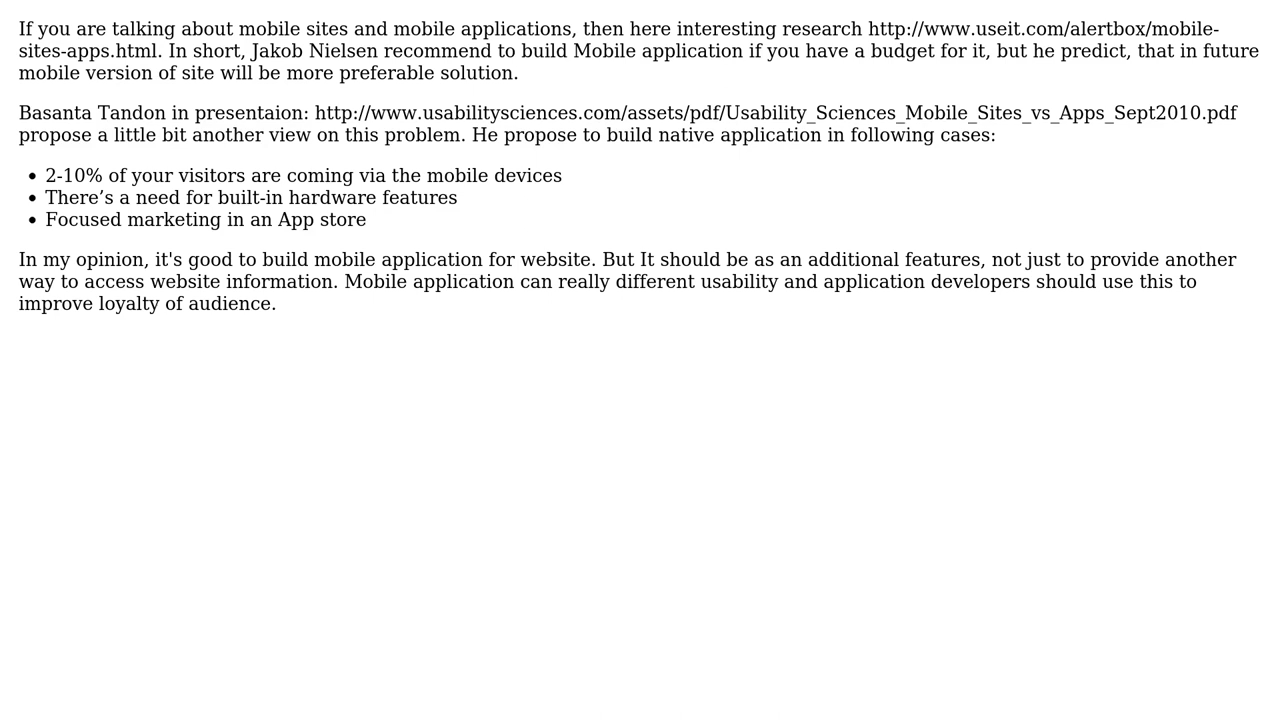 If you are talking about mobile sites and mobile applications, then here interesting research http://www.useit.com/alertbox/mobile-
sites-apps.html. In short, Jakob Nielsen recommend to build Mobile application if you have a budget for it, but he predict, that in future
mobile version of site will be more preferable solution.
Basanta Tandon in presentaion: http://www.usabilitysciences.com/assets/pdf/Usability_Sciences_Mobile_Sites_vs_Apps_Sept2010.pdf
propose a little bit another view on this problem. He propose to build native application in following cases:
• 2-10% of your visitors are coming via the mobile devices
• There’s a need for built-in hardware features
• Focused marketing in an App store
In my opinion, it's good to build mobile application for website. But It should be as an additional features, not just to provide another
way to access website information. Mobile application can really different usability and application developers should use this to
improve loyalty of audience.